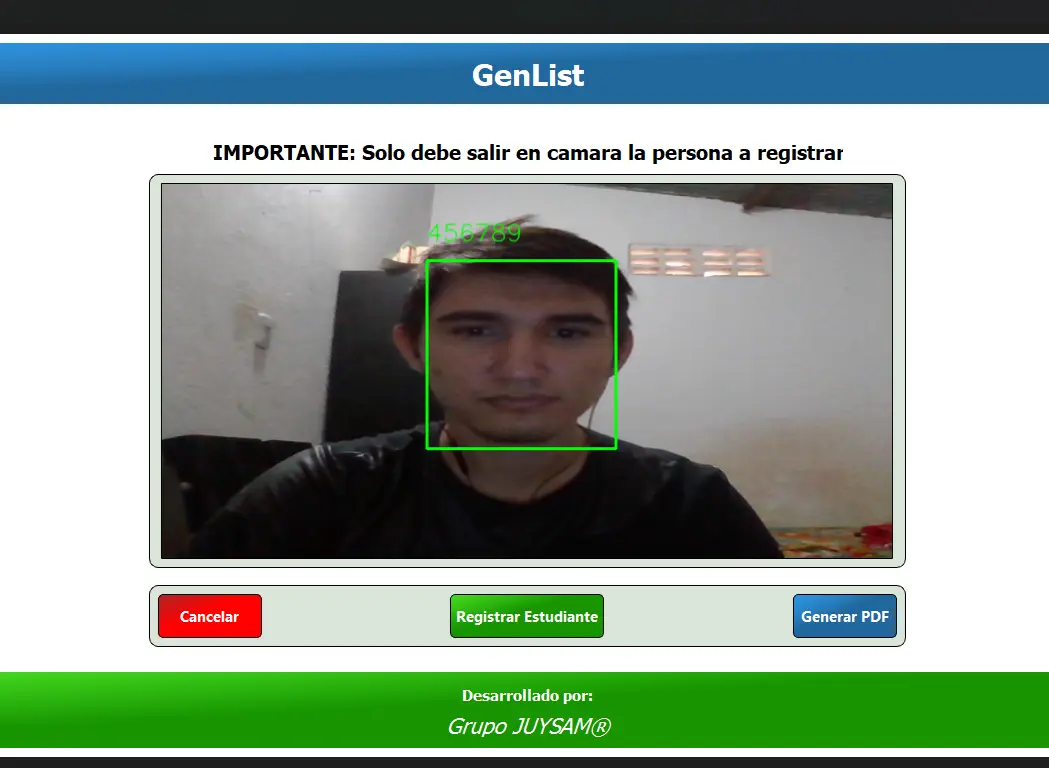 GenList
IMPORTANTE: Solo debe salir en camara la persona a registrar
456789
Cancelar
Registrar Estudiante
Generar PDF
Desarrollado por:
Grupo JUYSAM®